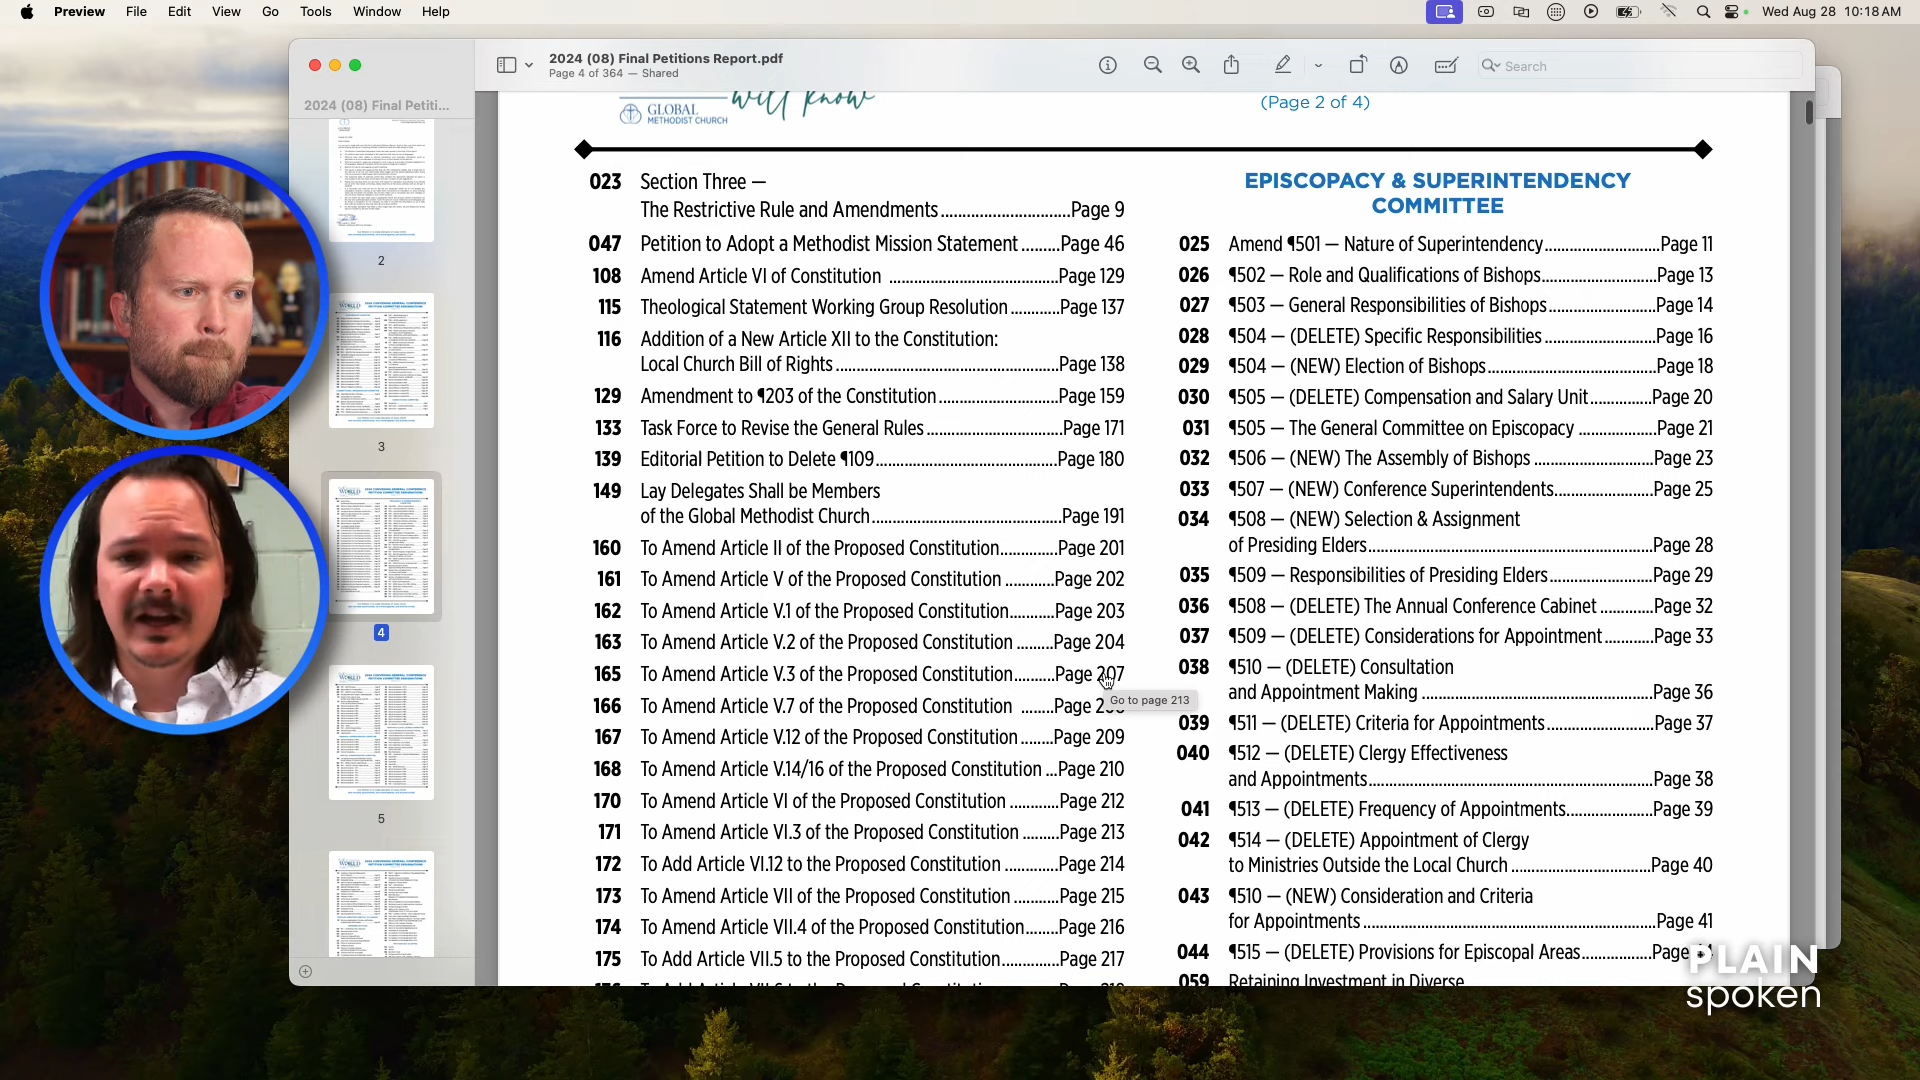 Preview File Edit View Go Tools Window Help
Wed Aug 28 10:18 AM
2024 (08) Final Petitions Report.pdf
Page 4 of 364 — Shared
Search
2024 (08) Final Petiti...
2
3
4
5
will know
GLOBAL
METHODIST CHURCH
(Page 2 of 4)
023 Section Three —
The Restrictive Rule and Amendments Page 9
047 Petition to Adopt a Methodist Mission Statement Page 46
108 Amend Article VI of Constitution Page 129
115 Theological Statement Working Group Resolution Page 137
116 Addition of a New Article XII to the Constitution:
Local Church Bill of Rights Page 138
129 Amendment to ¶203 of the Constitution Page 159
133 Task Force to Revise the General Rules Page 171
139 Editorial Petition to Delete ¶109 Page 180
149 Lay Delegates Shall be Members
of the Global Methodist Church Page 191
160 To Amend Article II of the Proposed Constitution Page 201
161 To Amend Article V of the Proposed Constitution Page 202
162 To Amend Article V.1 of the Proposed Constitution Page 203
163 To Amend Article V.2 of the Proposed Constitution Page 204
165 To Amend Article V.3 of the Proposed Constitution Page 207
Go to page 213
166 To Amend Article V.7 of the Proposed Constitution Page
167 To Amend Article V.12 of the Proposed Constitution Page 209
168 To Amend Article V.14/16 of the Proposed Constitution Page 210
170 To Amend Article VI of the Proposed Constitution Page 212
171 To Amend Article VI.3 of the Proposed Constitution Page 213
172 To Add Article VI.12 to the Proposed Constitution Page 214
173 To Amend Article VII of the Proposed Constitution Page 215
174 To Amend Article VII.4 of the Proposed Constitution Page 216
175 To Add Article VII.5 to the Proposed Constitution Page 217
EPISCOPACY & SUPERINTENDENCY
COMMITTEE
025 Amend ¶501 — Nature of Superintendency Page 11
026 ¶502 — Role and Qualifications of Bishops Page 13
027 ¶503 — General Responsibilities of Bishops Page 14
028 ¶504 — (DELETE) Specific Responsibilities Page 16
029 ¶504 — (NEW) Election of Bishops Page 18
030 ¶505 — (DELETE) Compensation and Salary Unit Page 20
031 ¶505 — The General Committee on Episcopacy Page 21
032 ¶506 — (NEW) The Assembly of Bishops Page 23
033 ¶507 — (NEW) Conference Superintendents Page 25
034 ¶508 — (NEW) Selection & Assignment
of Presiding Elders Page 28
035 ¶509 — Responsibilities of Presiding Elders Page 29
036 ¶508 — (DELETE) The Annual Conference Cabinet Page 32
037 ¶509 — (DELETE) Considerations for Appointment Page 33
038 ¶510 — (DELETE) Consultation
and Appointment Making Page 36
039 ¶511 — (DELETE) Criteria for Appointments Page 37
040 ¶512 — (DELETE) Clergy Effectiveness
and Appointments Page 38
041 ¶513 — (DELETE) Frequency of Appointments Page 39
042 ¶514 — (DELETE) Appointment of Clergy
to Ministries Outside the Local Church Page 40
043 ¶510 — (NEW) Consideration and Criteria
for Appointments Page 41
044 ¶515 — (DELETE) Provisions for Episcopal Areas Page
059 Retaining Investment in Diverse
PLAIN
spoken